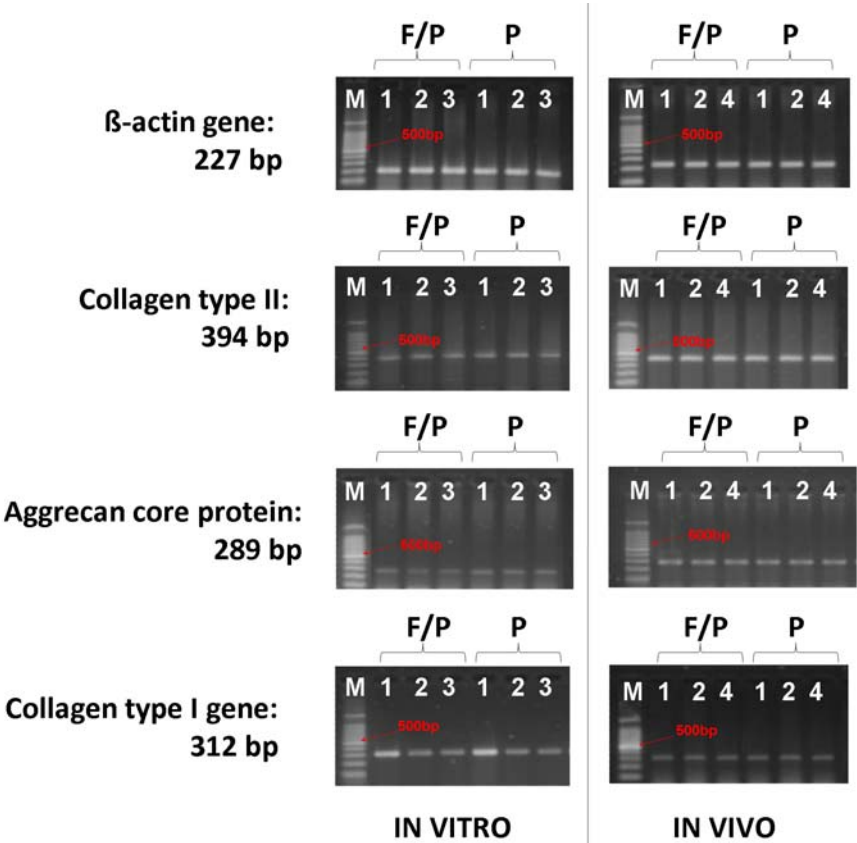 F/P P F/P P
M 1 2 3 1 2 3 M 1 2 4 1 2 4
ß-actin gene:
227 bp
500bp 500bp
F/P P F/P P
M 1 2 3 1 2 3 M 1 2 4 1 2 4
Collagen type II:
394 bp
500bp 500bp
F/P P F/P P
M 1 2 3 1 2 3 M 1 2 4 1 2 4
Aggrecan core protein:
289 bp
500bp 500bp
F/P P F/P P
M 1 2 3 1 2 3 M 1 2 4 1 2 4
Collagen type I gene:
312 bp
500bp 500bp
IN VITRO IN VIVO